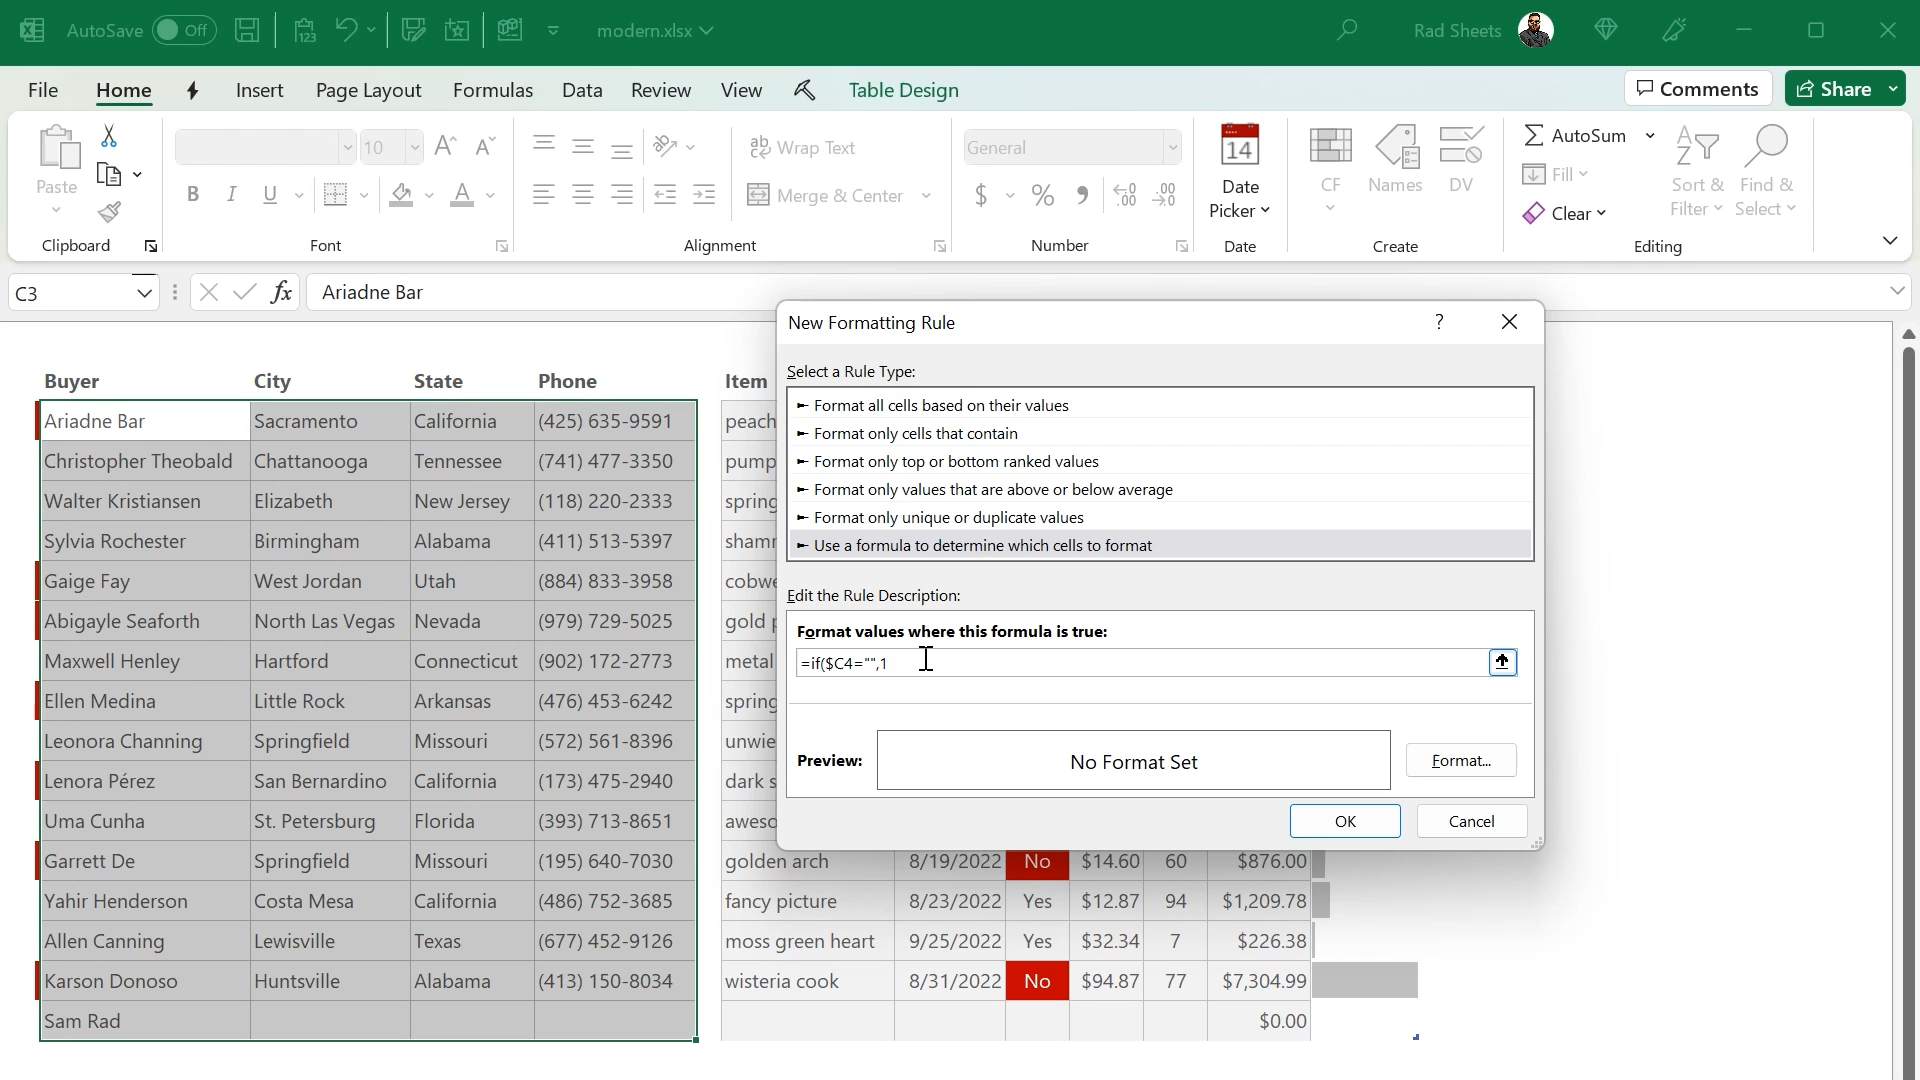 AutoSave Off modern.xlsx Rad Sheets
File Home Insert Page Layout Formulas Data Review View Table Design Comments Share
Paste
10
Wrap Text
Merge & Center
General
14
Date
Picker
CF Names DV
AutoSum
Fill
Clear
Sort &
Filter
Find &
Select
Clipboard Font Alignment Number Date Create Editing
C3 fx Ariadne Bar
Buyer City State Phone Item
Ariadne Bar Sacramento California (425) 635-9591 peach
Christopher Theobald Chattanooga Tennessee (741) 477-3350 pump
Walter Kristiansen Elizabeth New Jersey (118) 220-2333 spring
Sylvia Rochester Birmingham Alabama (411) 513-5397
Gaige Fay West Jordan Utah (884) 833-3958 cobwe
Abigayle Seaforth North Las Vegas Nevada (979) 729-5025 gold
Maxwell Henley Hartford Connecticut (902) 172-2773 metal
Ellen Medina Little Rock Arkansas (476) 453-6242 spring
Leonora Channing Springfield Missouri (572) 561-8396 unwie
Lenora Pérez San Bernardino California (173) 475-2940 dark s
Uma Cunha St. Petersburg Florida (393) 713-8651 aweso
Garrett De Springfield Missouri (195) 640-7030 golden arch 8/19/2022 No $14.60 60 $876.00
Yahir Henderson Costa Mesa California (486) 752-3685 fancy picture 8/23/2022 Yes $12.87 94 $1,209.78
Allen Canning Lewisville Texas (677) 452-9126 moss green heart 9/25/2022 Yes $32.34 7 $226.38
Karson Donoso Huntsville Alabama (413) 150-8034 wisteria cook 8/31/2022 No $94.87 77 $7,304.99
Sam Rad $0.00
New Formatting Rule ?
Select a Rule Type:
► Format all cells based on their values
► Format only cells that contain
► Format only top or bottom ranked values
► Format only values that are above or below average
► Format only unique or duplicate values
► Use a formula to determine which cells to format
Edit the Rule Description:
Format values where this formula is true:
=if($C4="",1
Preview: No Format Set Format...
OK Cancel